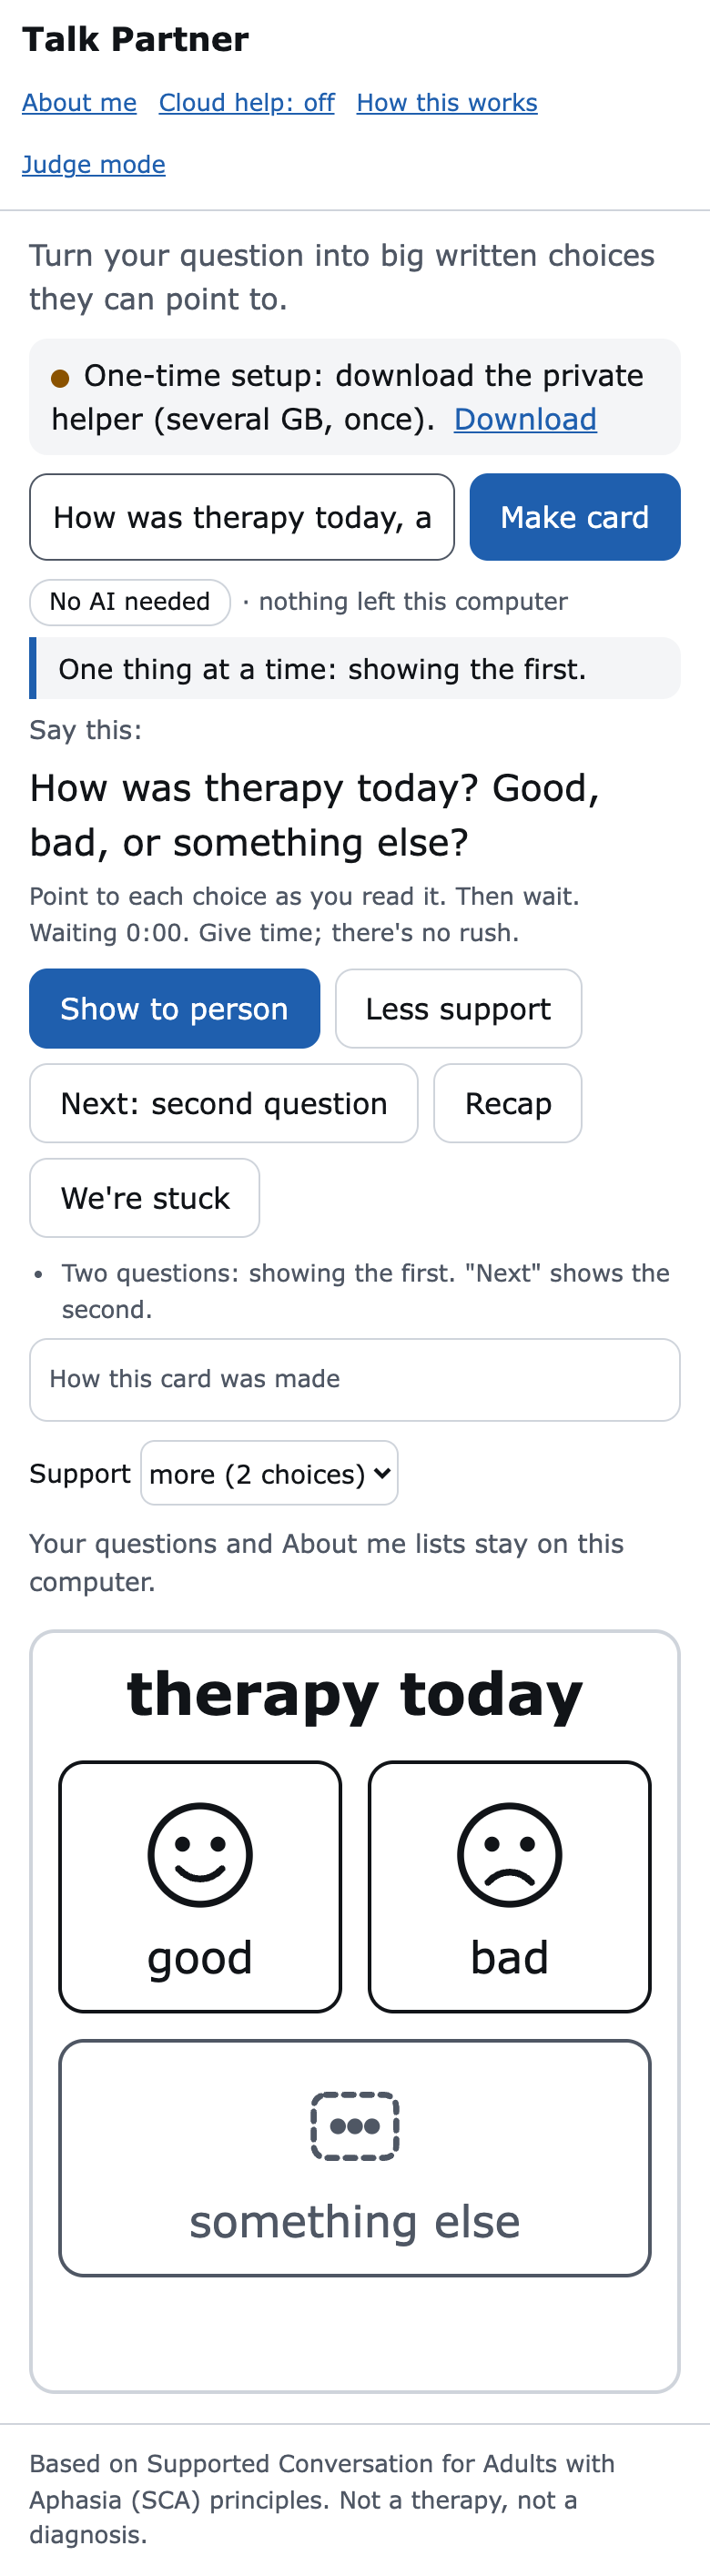 Talk Partner
About me Cloud help: off How this works
Judge mode
Turn your question into big written choices
they can point to.
One-time setup: download the private
helper (several GB, once). Download
How was therapy today, a
Make card
No AI needed · nothing left this computer
One thing at a time: showing the first.
Say this:
How was therapy today? Good,
bad, or something else?
Point to each choice as you read it. Then wait.
Waiting 0:00. Give time; there's no rush.
Show to person
Less support
Next: second question
Recap
We're stuck
• Two questions: showing the first. "Next" shows the
second.
How this card was made
Support more (2 choices)
Your questions and About me lists stay on this
computer.
therapy today
good
bad
something else
Based on Supported Conversation for Adults with
Aphasia (SCA) principles. Not a therapy, not a
diagnosis.